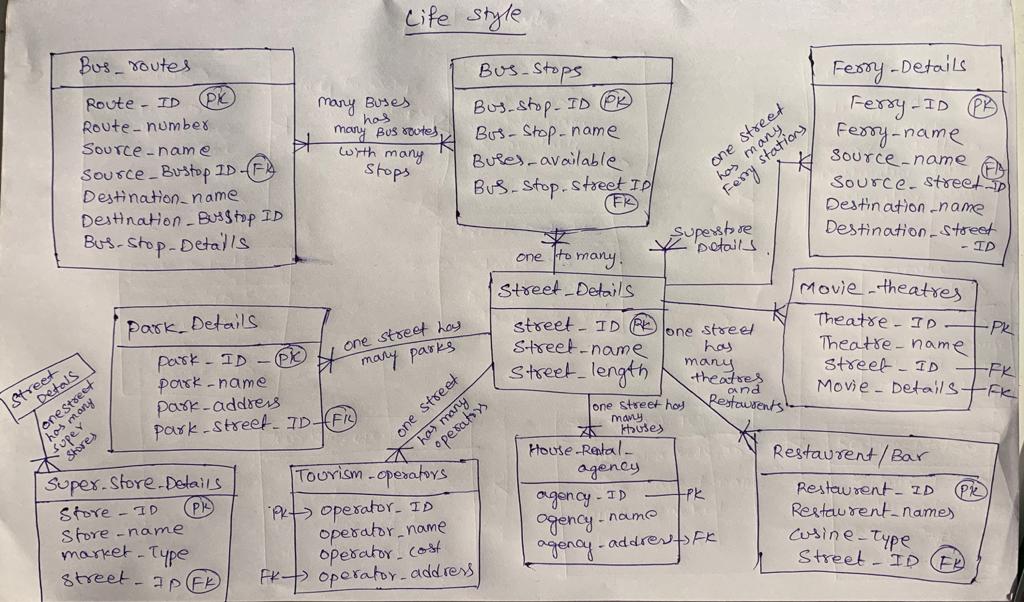 Life Style
Bus_routes
Route_ID PK
Route_number
Source_name
Source_Bustop ID FK
Destination_name
Destination_BusStop ID
Bus_Stop_Details
many Buses
has
many Bus routes
with many
Stops
Bus_Stops
Bus_Stop_ID PK
Bus_Stop_name
Buses_available
Bus_Stop_Street ID
FK
one street
has many
Ferry stations
Ferry_Details
Ferry_ID PK
Ferry_name
Source_name
FK
Source_street_ID
Destination_name
Destination_Street
_ID
one to many.
Superstore
Details
Street_Details
Street_ID PK
Street_name
Street_length
Movie_theatres
Theatre_ID PK
Theatre_name
Street_ID FK
Movie_Details FK
Park_Details
park_ID PK
park_name
park_address
park_street_ID FK
one street has
many parks
one street
has
many
theatres
and
Restaurents
Street
Details
one street
has many
super
stores
Super_Store_Details
Store_ID PK
Store_name
market_Type
Street_ID FK
one street
has many
operators
Tourism_operators
PK operator_ID
operator_name
operator_cost
FK operator_address
one street has
many
Houses
House_Rental_
agency
agency_ID PK
agency_name
agency_address FK
Restaurent/Bar
Restaurent_ID PK
Restaurent_names
Cusine_Type
Street_ID FK